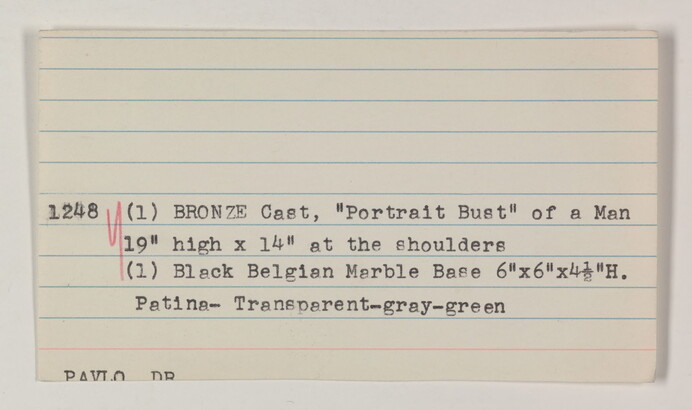 1248 (1) BRONZE Cast, "Portrait Bust" of a Man
19" high x 14" at the shoulders
(1) Black Belgian Marble Base 6"x6"x4½"H.
Patina- Transparent-gray-green
PAVLO, DR